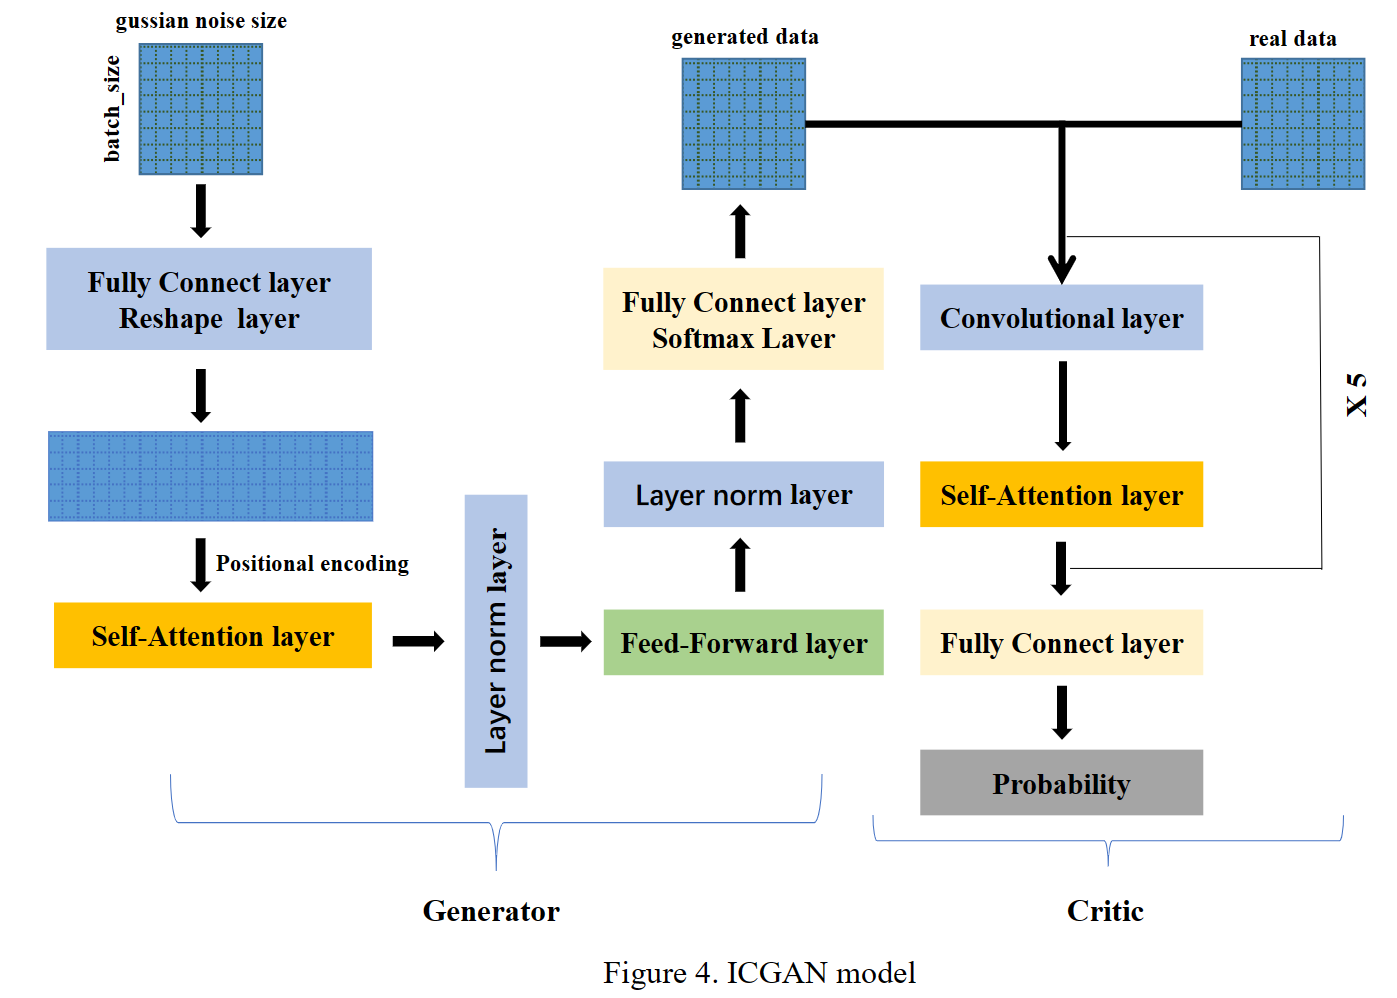 gussian noise size
batch_size
Fully Connect layer
Reshape layer
Positional encoding
Self-Attention layer
Layer norm layer
Feed-Forward layer
Layer norm layer
Fully Connect layer
Softmax Laver
generated data
real data
Convolutional layer
Self-Attention layer
X 5
Fully Connect layer
Probability
Generator
Critic
Figure 4. ICGAN model